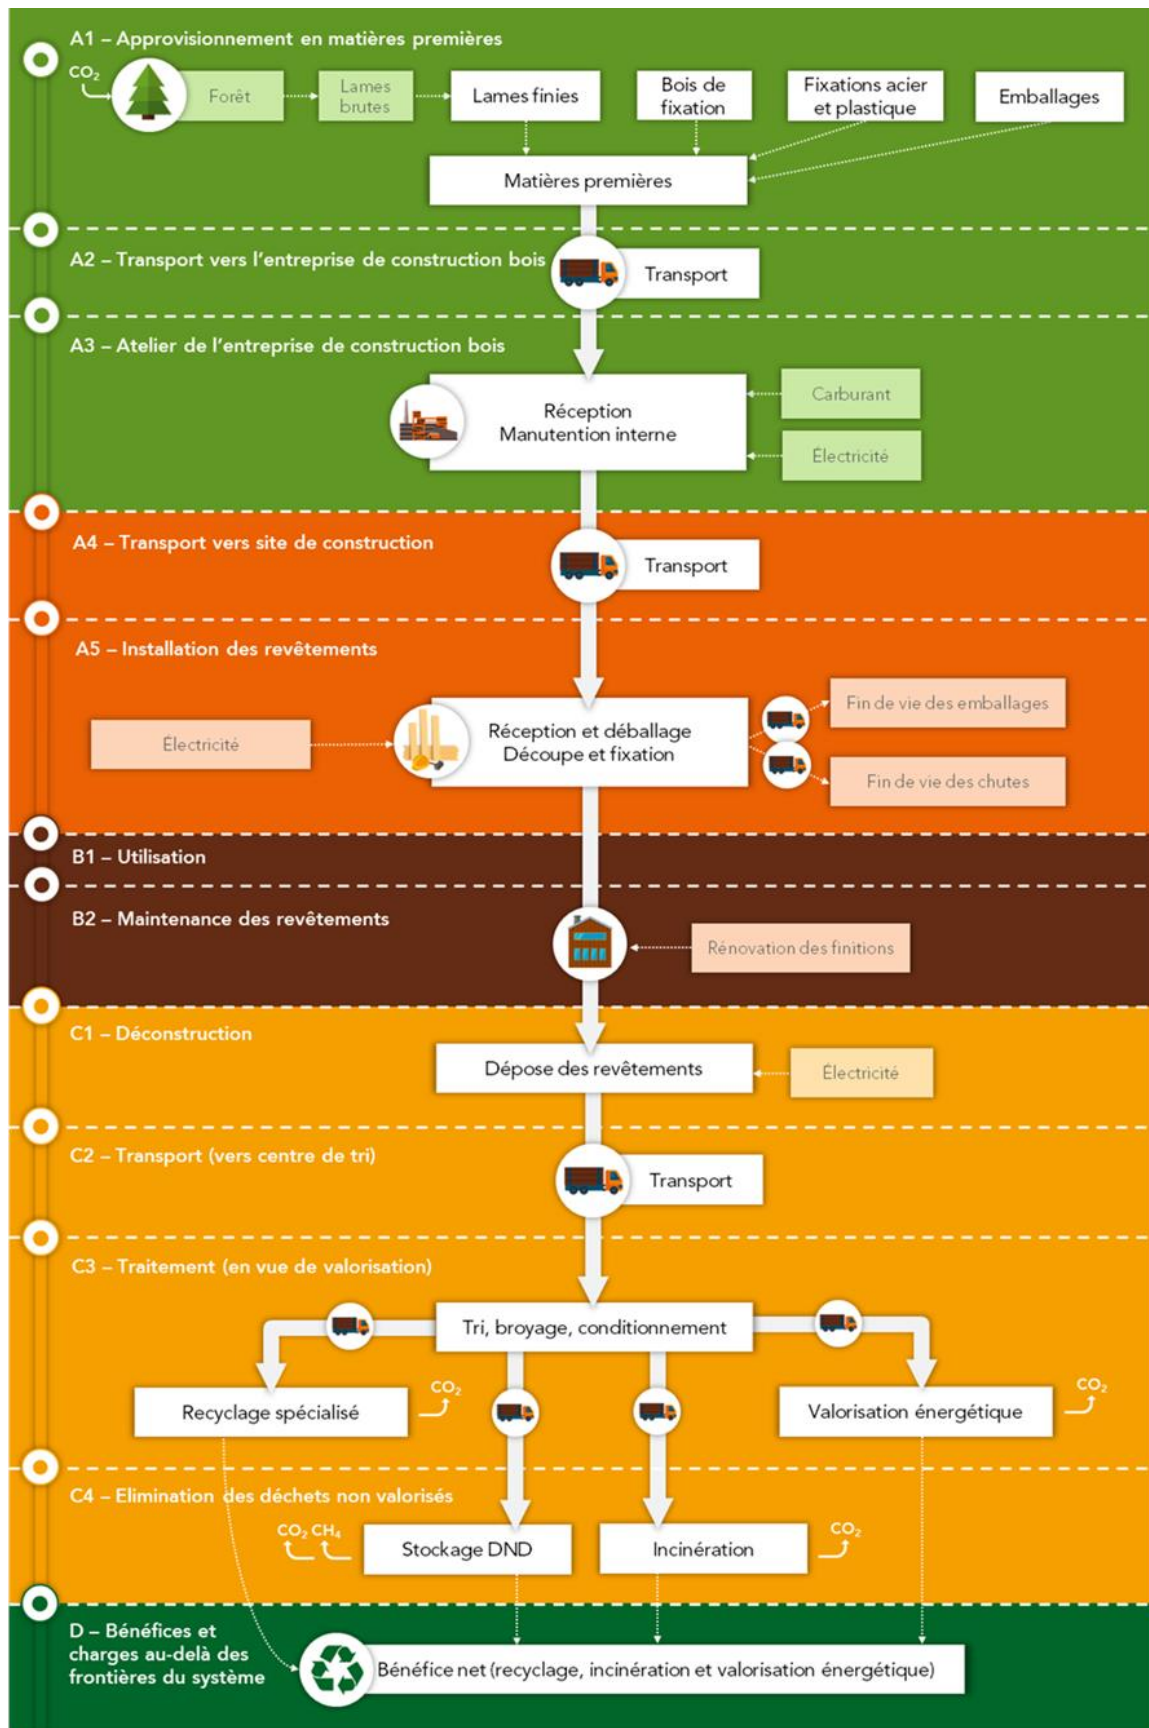 A1 – Approvisionnement en matières premières
CO₂
Forêt
Lames
brutes
Lames finies
Bois de
fixation
Fixations acier
et plastique
Emballages
Matières premières
A2 – Transport vers l'entreprise de construction bois
Transport
A3 – Atelier de l'entreprise de construction bois
Réception
Manutention interne
Carburant
Électricité
A4 – Transport vers site de construction
Transport
A5 – Installation des revêtements
Électricité
Réception et déballage
Découpe et fixation
Fin de vie des emballages
Fin de vie des chutes
B1 – Utilisation
B2 – Maintenance des revêtements
Rénovation des finitions
C1 – Déconstruction
Dépose des revêtements
Électricité
C2 – Transport (vers centre de tri)
Transport
C3 – Traitement (en vue de valorisation)
Tri, broyage, conditionnement
Recyclage spécialisé
CO₂
Valorisation énergétique
CO₂
C4 – Elimination des déchets non valorisés
CO₂ CH₄
Stockage DND
Incinération
CO₂
D – Bénéfices et
charges au-delà des
frontières du système
Bénéfice net (recyclage, incinération et valorisation énergétique)